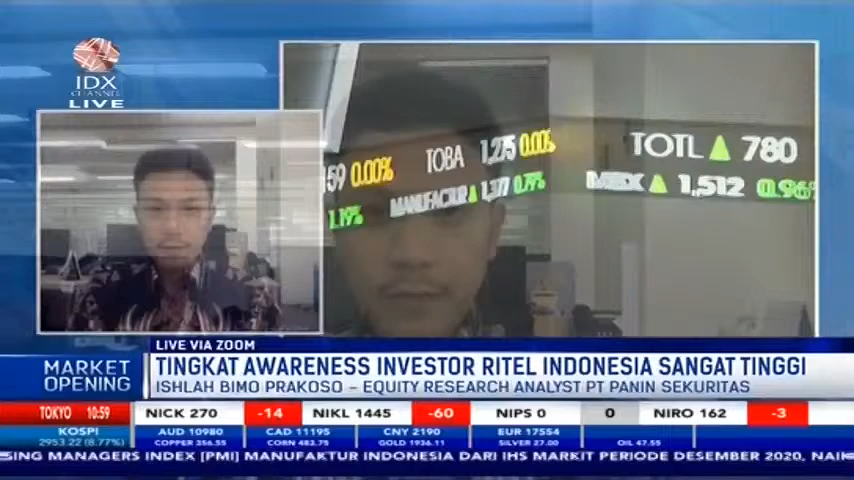 IDX
CHANNEL
LIVE
159 0.00% TOBA 1,275 0.00%
TOTL ▲ 780
1.19% MANUFACTUR ▲ 1,377 0.79%
MBX ▲ 1,512 0.96%
LIVE VIA ZOOM
MARKET
OPENING
TINGKAT AWARENESS INVESTOR RITEL INDONESIA SANGAT TINGGI
ISHLAH BIMO PRAKOSO – EQUITY RESEARCH ANALYST PT PANIN SEKURITAS
TOKYO 10:59 NICK 270 -14 NIKL 1445 -60 NIPS 0 0 NIRO 162 -3
KOSPI AUD 10980 CAD 11195 CNY 2190 EUR 17554
2953.22 (8.77%) COPPER 356.55 CORN 483.75 GOLD 1936.11 SILVER 27.00 OIL 47.55
SING MANAGERS INDEX [PMI] MANUFAKTUR INDONESIA DARI IHS MARKIT PERIODE DESEMBER 2020, NAIK